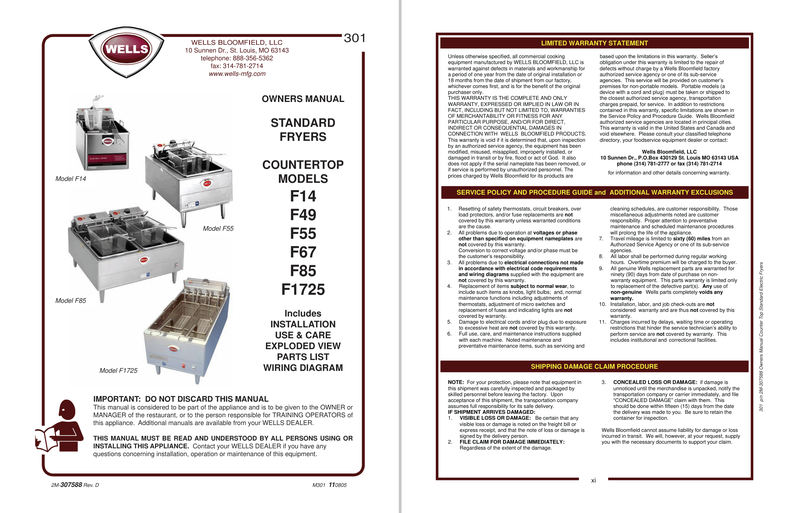 WELLS
WELLS BLOOMFIELD, LLC
10 Sunnen Dr., St. Louis, MO 63143
telephone: 888-356-5362
fax: 314-781-2714
www.wells-mfg.com
301
OWNERS MANUAL
STANDARD
FRYERS
COUNTERTOP
MODELS
F14
F49
F55
F67
F85
F1725
Includes
INSTALLATION
USE & CARE
EXPLODED VIEW
PARTS LIST
WIRING DIAGRAM
Model F14
Model F55
Model F85
Model F1725
IMPORTANT: DO NOT DISCARD THIS MANUAL
This manual is considered to be part of the appliance and is to be given to the OWNER or
MANAGER of the restaurant, or to the person responsible for TRAINING OPERATORS of
this appliance. Additional manuals are available from your WELLS DEALER.
THIS MANUAL MUST BE READ AND UNDERSTOOD BY ALL PERSONS USING OR
INSTALLING THIS APPLIANCE. Contact your WELLS DEALER if you have any
questions concerning installation, operation or maintenance of this equipment.
2M-307588 Rev. D
M301 110805
LIMITED WARRANTY STATEMENT
Unless otherwise specified, all commercial cooking
equipment manufactured by WELLS BLOOMFIELD, LLC is
warranted against defects in materials and workmanship for
a period of one year from the date of original installation or
18 months from the date of shipment from our factory,
whichever comes first, and is for the benefit of the original
purchaser only.
THIS WARRANTY IS THE COMPLETE AND ONLY
WARRANTY, EXPRESSED OR IMPLIED IN LAW OR IN
FACT, INCLUDING BUT NOT LIMITED TO, WARRANTIES
OF MERCHANTABILITY OR FITNESS FOR ANY
PARTICULAR PURPOSE, AND/OR FOR DIRECT,
INDIRECT OR CONSEQUENTIAL DAMAGES IN
CONNECTION WITH WELLS BLOOMFIELD PRODUCTS.
This warranty is void if it is determined that, upon inspection
by an authorized service agency, the equipment has been
modified, misused, misapplied, improperly installed, or
damaged in transit or by fire, flood or act of God. It also
does not apply if the serial nameplate has been removed, or
if service is performed by unauthorized personnel. The
prices charged by Wells Bloomfield for its products are
based upon the limitations in this warranty. Seller's
obligation under this warranty is limited to the repair of
defects without charge by a Wells Bloomfield factory
authorized service agency or one of its sub-service
agencies. This service will be provided on customer's
premises for non-portable models. Portable models (a
device with a cord and plug) must be taken or shipped to
the closest authorized service agency, transportation
charges prepaid, for service. In addition to restrictions
contained in this warranty, specific limitations are shown in
the Service Policy and Procedure Guide. Wells Bloomfield
authorized service agencies are located in principal cities.
This warranty is valid in the United States and Canada and
void elsewhere. Please consult your classified telephone
directory, your foodservice equipment dealer or contact:
Wells Bloomfield, LLC
10 Sunnen Dr., P.O.Box 430129 St. Louis MO 63143 USA
phone (314) 781-2777 or fax (314) 781-2714
for information and other details concerning warranty.
SERVICE POLICY AND PROCEDURE GUIDE and ADDITIONAL WARRANTY EXCLUSIONS
1. Resetting of safety thermostats, circuit breakers, over
load protectors, and/or fuse replacements are not
covered by this warranty unless warranted conditions
are the cause.
2. All problems due to operation at voltages or phase
other than specified on equipment nameplates are
not covered by this warranty.
Conversion to correct voltage and/or phase must be
the customer's responsibility.
3. All problems due to electrical connections not made
in accordance with electrical code requirements
and wiring diagrams supplied with the equipment are
not covered by this warranty.
4. Replacement of items subject to normal wear, to
include such items as knobs, light bulbs; and, normal
maintenance functions including adjustments of
thermostats, adjustment of micro switches and
replacement of fuses and indicating lights are not
covered by warranty.
5. Damage to electrical cords and/or plug due to exposure
to excessive heat are not covered by this warranty.
6. Full use, care, and maintenance instructions supplied
with each machine. Noted maintenance and
preventative maintenance items, such as servicing and
cleaning schedules, are customer responsibility. Those
miscellaneous adjustments noted are customer
responsibility. Proper attention to preventative
maintenance and scheduled maintenance procedures
will prolong the life of the appliance.
7. Travel mileage is limited to sixty (60) miles from an
Authorized Service Agency or one of its sub-service
agencies.
8. All labor shall be performed during regular working
hours. Overtime premium will be charged to the buyer.
9. All genuine Wells replacement parts are warranted for
ninety (90) days from date of purchase on non-
warranty equipment. This parts warranty is limited only
to replacement of the defective part(s). Any use of
non-genuine Wells parts completely voids any
warranty.
10. Installation, labor, and job check-outs are not
considered warranty and are thus not covered by this
warranty.
11. Charges incurred by delays, waiting time or operating
restrictions that hinder the service technician's ability to
perform service are not covered by warranty. This
includes institutional and correctional facilities.
SHIPPING DAMAGE CLAIM PROCEDURE
NOTE: For your protection, please note that equipment in
this shipment was carefully inspected and packaged by
skilled personnel before leaving the factory. Upon
acceptance of this shipment, the transportation company
assumes full responsibility for its safe delivery.
IF SHIPMENT ARRIVES DAMAGED:
1. VISIBLE LOSS OR DAMAGE: Be certain that any
visible loss or damage is noted on the freight bill or
express receipt, and that the note of loss or damage is
signed by the delivery person.
2. FILE CLAIM FOR DAMAGE IMMEDIATELY:
Regardless of the extent of the damage.
3. CONCEALED LOSS OR DAMAGE: if damage is
unnoticed until the merchandise is unpacked, notify the
transportation company or carrier immediately, and file
"CONCEALED DAMAGE" claim with them. This
should be done within fifteen (15) days from the date
the delivery was made to you. Be sure to retain the
container for inspection.
Wells Bloomfield cannot assume liability for damage or loss
incurred in transit. We will, however, at your request, supply
you with the necessary documents to support your claim.
xi
301 p/n 2M-307588 Owners Manual Counter Top Standard Electric Fryers